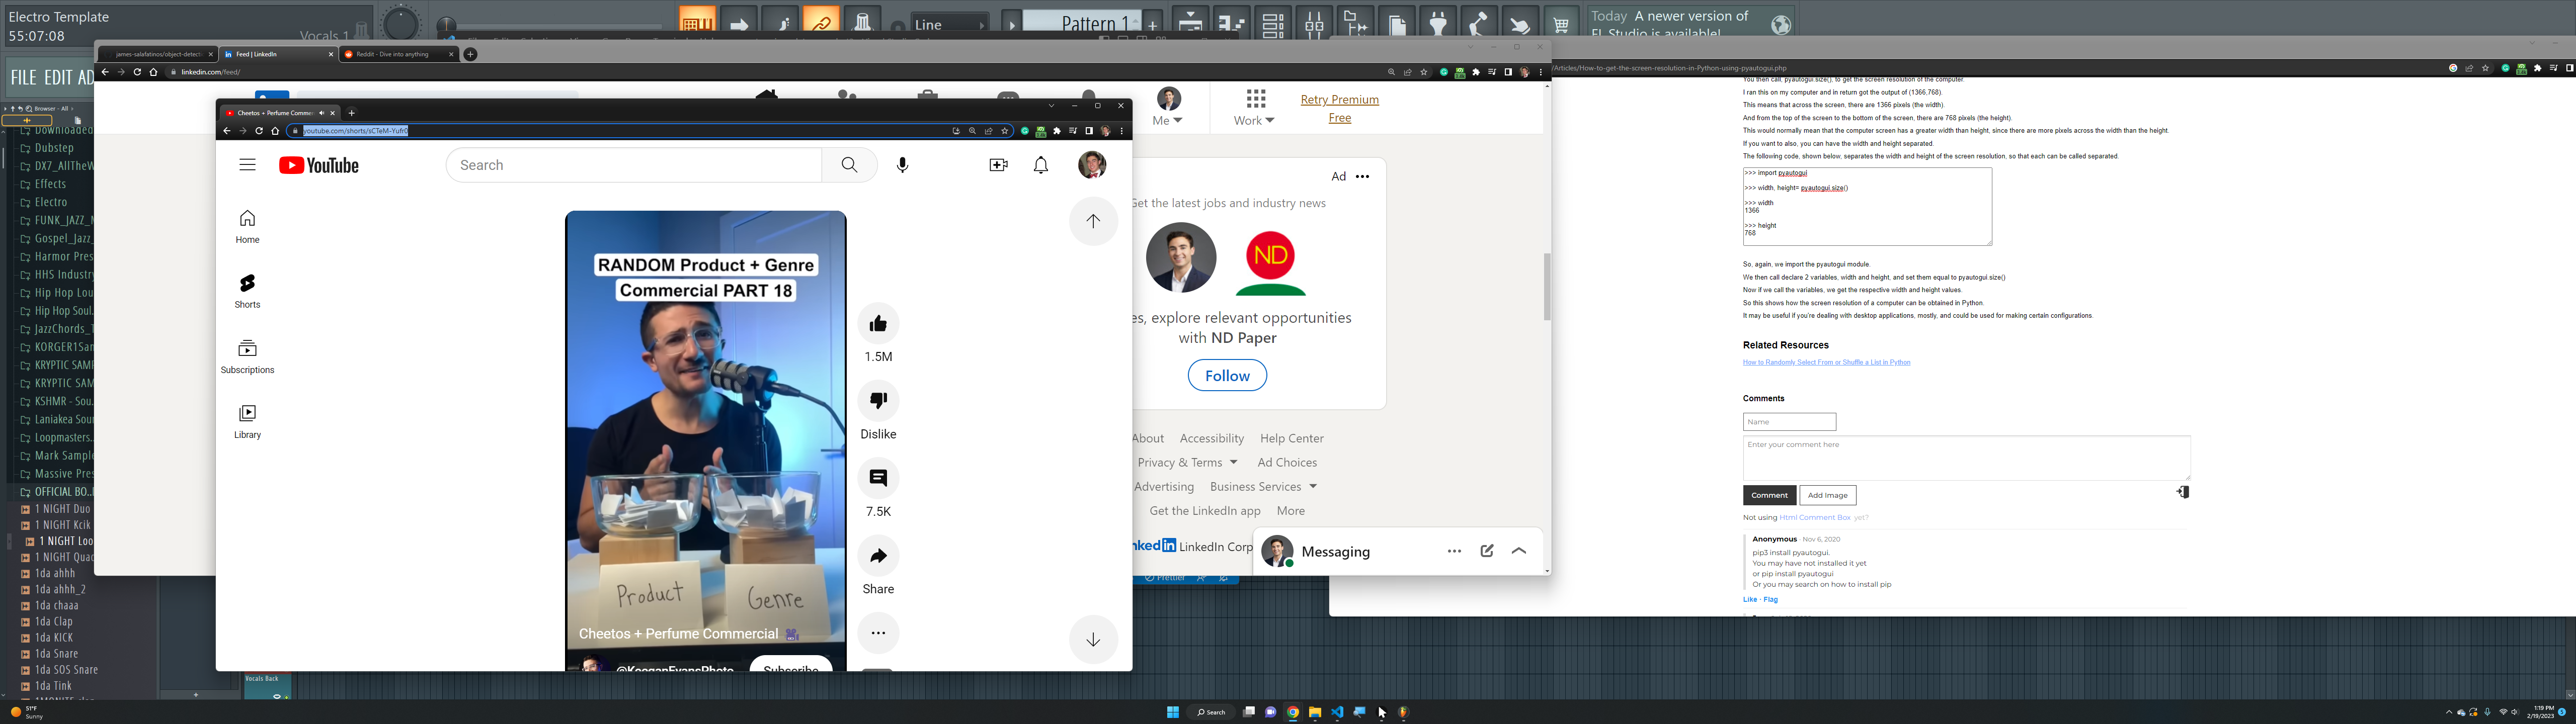 Electro Template
55:07:08
Vocals 1
Line
Pattern 1
Today A newer version of
FL Studio is available!
FILE EDIT AD
Browser - All
Downloaded
Dubstep
DX7_AllTheW
Effects
Electro
FUNK_JAZZ_
Gospel_Jazz_
Harmor Pres
HHS Industry
Hip Hop Lou
Hip Hop Soul.
JazzChords_1
KORGER1San
KRYPTIC SAMP
KRYPTIC SAM
KSHMR - Sou..
Laniakea Sour
Loopmasters..
Mark Sample
Massive Pres
OFFICIAL BO..
1 NIGHT Duo
1 NIGHT Kcik
1 NIGHT Loo
1 NIGHT Quad
1da ahhh
1da ahhh_2
1da chaaa
1da Clap
1da KICK
1da Snare
1da SOS Snare
1da Tink
Vocals Back
james-salafatinos/object-detect
Feed | LinkedIn
Reddit - Dive into anything
linkedin.com/feed/
Me
Work
Retry Premium
Free
Ad
Get the latest jobs and industry news
ND
es, explore relevant opportunities
with ND Paper
Follow
About Accessibility Help Center
Privacy & Terms Ad Choices
Advertising Business Services
Get the LinkedIn app More
nked in LinkedIn Corp
Messaging
Prettier
Cheetos + Perfume Comme
youtube.com/shorts/sCTeM-Yufr0
YouTube
Search
Home
Shorts
Subscriptions
Library
RANDOM Product + Genre
Commercial PART 18
Product
Genre
Cheetos + Perfume Commercial
@KeeganEvansPhoto
Subscribe
1.5M
Dislike
7.5K
Share
/Articles/How-to-get-the-screen-resolution-in-Python-using-pyautogui.php
You then call, pyautogui.size(), to get the screen resolution of the computer.
I ran this on my computer and in return got the output of (1366,768).
This means that across the screen, there are 1366 pixels (the width).
And from the top of the screen to the bottom of the screen, there are 768 pixels (the height).
This would normally mean that the computer screen has a greater width than height, since there are more pixels across the width than the height.
If you want to also, you can have the width and height separated.
The following code, shown below, separates the width and height of the screen resolution, so that each can be called separately.
>>> import pyautogui
>>> width, height= pyautogui.size()
>>> width
1366
>>> height
768
So, again, we import the pyautogui module.
We then call declare 2 variables, width and height, and set them equal to pyautogui.size()
Now if we call the variables, we get the respective width and height values.
So this shows how the screen resolution of a computer can be obtained in Python.
It may be useful if you're dealing with desktop applications, mostly, and could be used for making certain configurations.
Related Resources
How to Randomly Select From or Shuffle a List in Python
Comments
Name
Enter your comment here
Comment
Add Image
Not using Html Comment Box yet?
Anonymous · Nov 6, 2020
pip3 install pyautogui.
You may have not installed it yet
or pip install pyautogui
Or you may search on how to install pip
Like · Flag
51°F
Sunny
Search
1:19 PM
2/19/2023